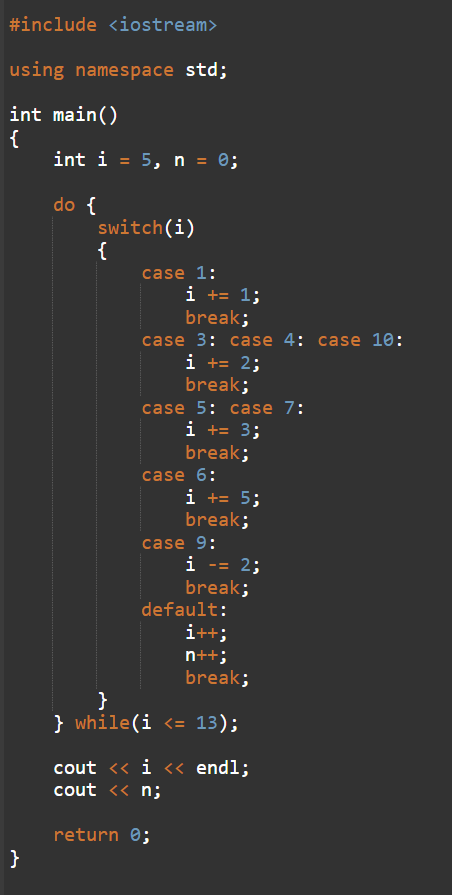 #include <iostream>
using namespace std;
int main()
{
int i = 5, n = 0;
do {
switch(i)
{
case 1:
i += 1;
break;
case 3: case 4: case 10:
i += 2;
break;
case 5: case 7:
i += 3;
break;
case 6:
i += 5;
break;
case 9:
i -= 2;
break;
default:
i++;
n++;
break;
}
} while(i <= 13);
cout << i << endl;
cout << n;
return 0;
}